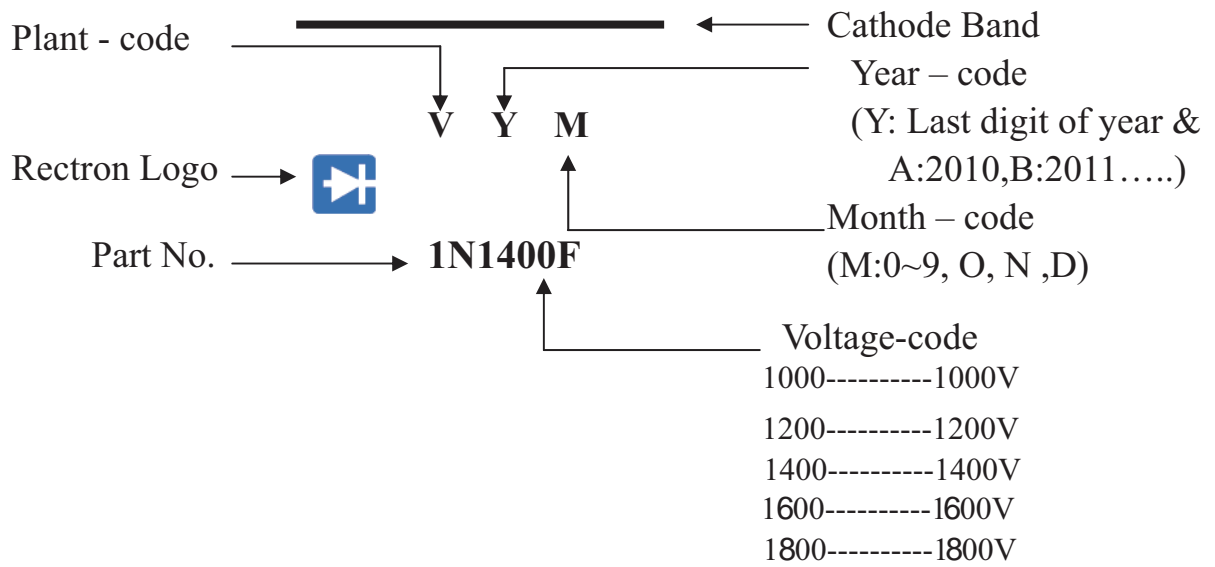 Plant - code
Cathode Band
Year – code
(Y: Last digit of year &
A:2010,B:2011…..)
V Y M
Rectron Logo
Month – code
(M:0~9, O, N ,D)
Part No.
1N1400F
Voltage-code
1000----------1000V
1200----------1200V
1400----------1400V
1600----------1600V
1800----------1800V